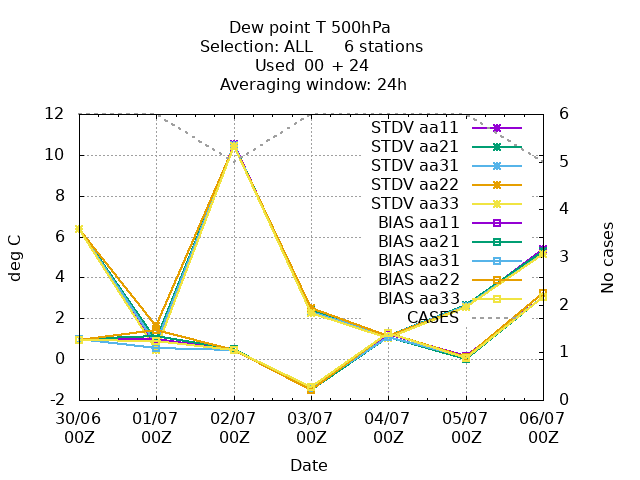 Dew point T 500hPa
Selection: ALL      6 stations
Used  00  + 24
Averaging window: 24h
12
10
8
6
4
2
0
-2
6
5
4
3
2
1
0
deg C
No cases
STDV aa11
STDV aa21
STDV aa31
STDV aa22
STDV aa33
BIAS aa11
BIAS aa21
BIAS aa31
BIAS aa22
BIAS aa33
CASES
30/06 01/07 02/07 03/07 04/07 05/07 06/07
00Z 00Z 00Z 00Z 00Z 00Z 00Z
Date